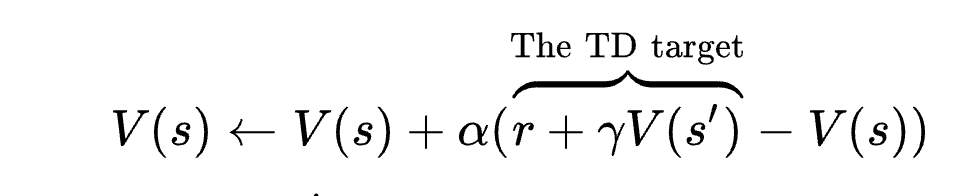 The TD target
V(s) ← V(s) + α(r + γV(s′) − V(s))